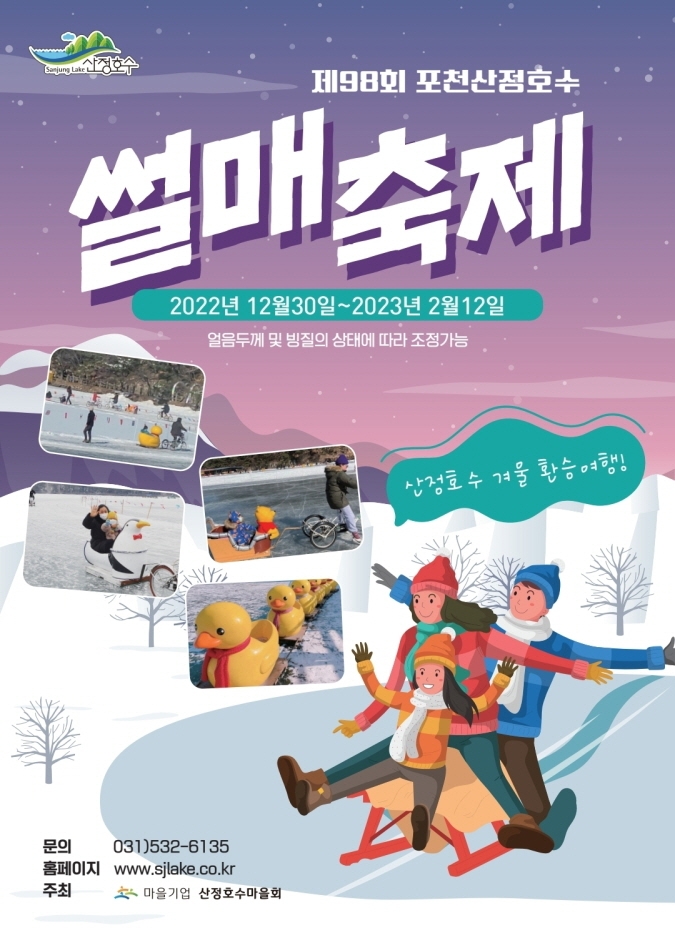 Sanjung Lake 산정호수
제98회 포천산정호수
썰매축제
2022년 12월30일~2023년 2월12일
얼음두께 및 빙질의 상태에 따라 조정가능
산정호수 겨울 환승여행!
문의 031)532-6135
홈페이지 www.sjlake.co.kr
주최 마을기업 산정호수마을회